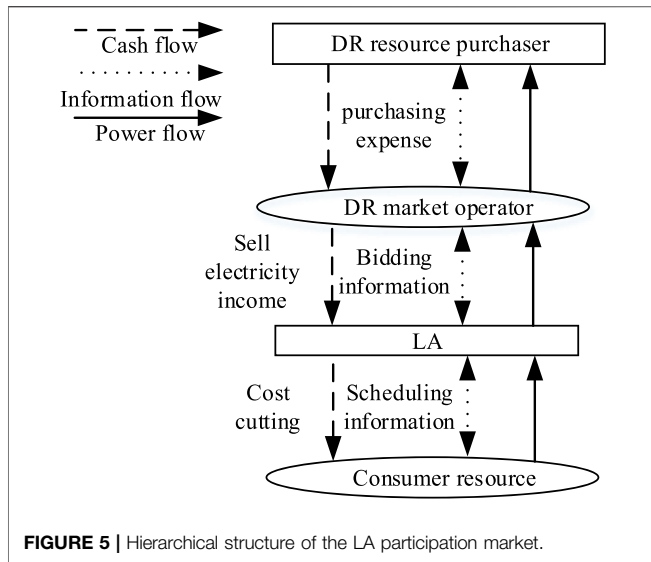 Cash flow
Information flow
Power flow
DR resource purchaser
purchasing
expense
DR market operator
Sell
electricity
income
Bidding
information
LA
Cost
cutting
Scheduling
information
Consumer resource
FIGURE 5 | Hierarchical structure of the LA participation market.